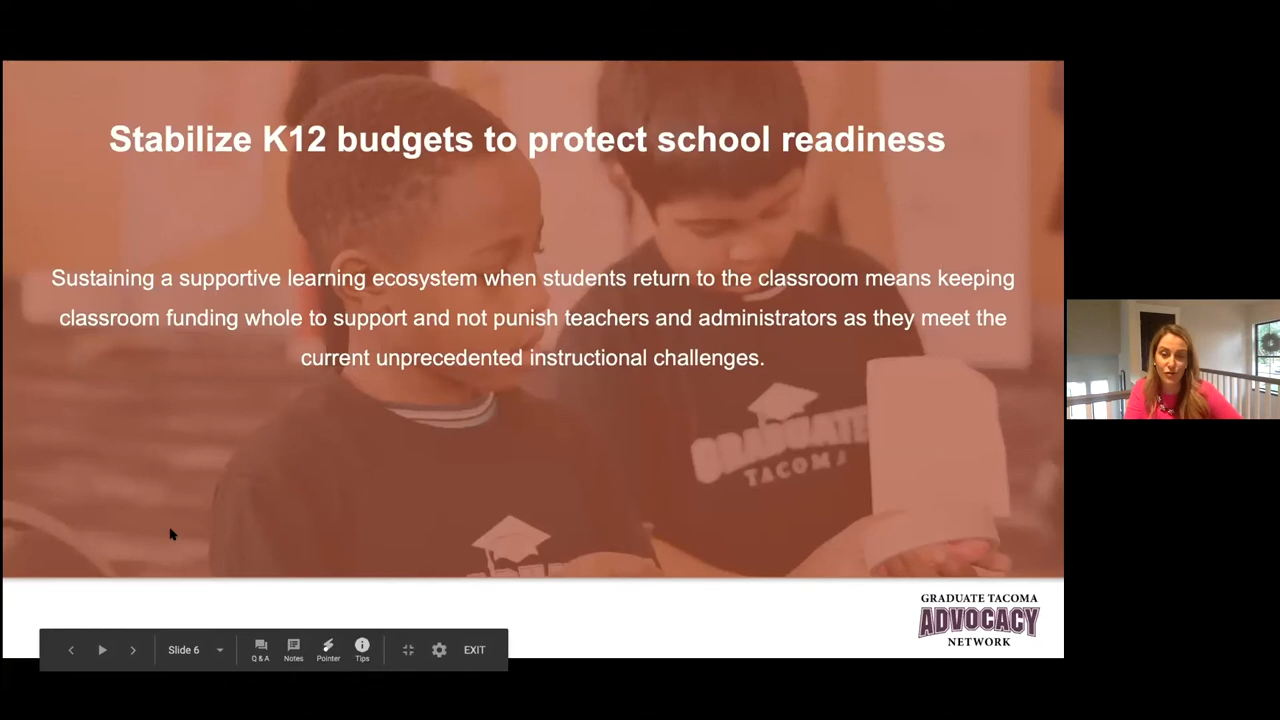 Stabilize K12 budgets to protect school readiness
Sustaining a supportive learning ecosystem when students return to the classroom means keeping
classroom funding whole to support and not punish teachers and administrators as they meet the
current unprecedented instructional challenges.
GRADUATE
TACOMA
GRADUATE TACOMA
ADVOCACY
NETWORK
Slide 6
Q & A
Notes
Pointer
Tips
EXIT